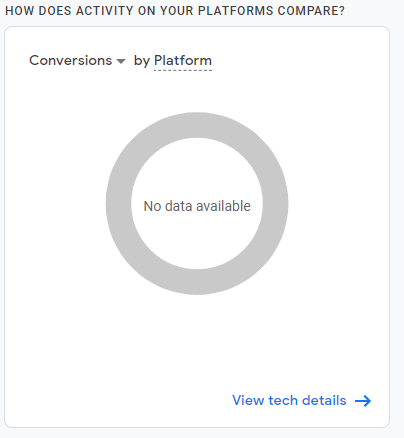 HOW DOES ACTIVITY ON YOUR PLATFORMS COMPARE?
Conversions by Platform
No data available
View tech details